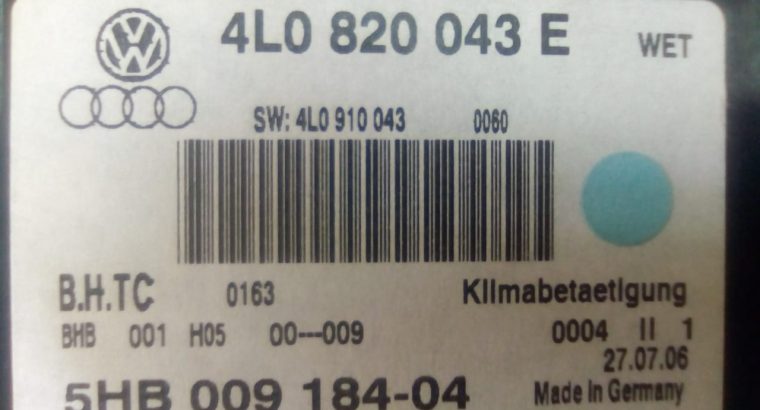 4L0 820 043 E WET
SW: 4L0 910 043 0060
B.H.TC 0163 Klimabetaetigung
BHB 001 H05 00---009 0004 II 1
27.07.06
5HB 009 184-04 Made in Germany